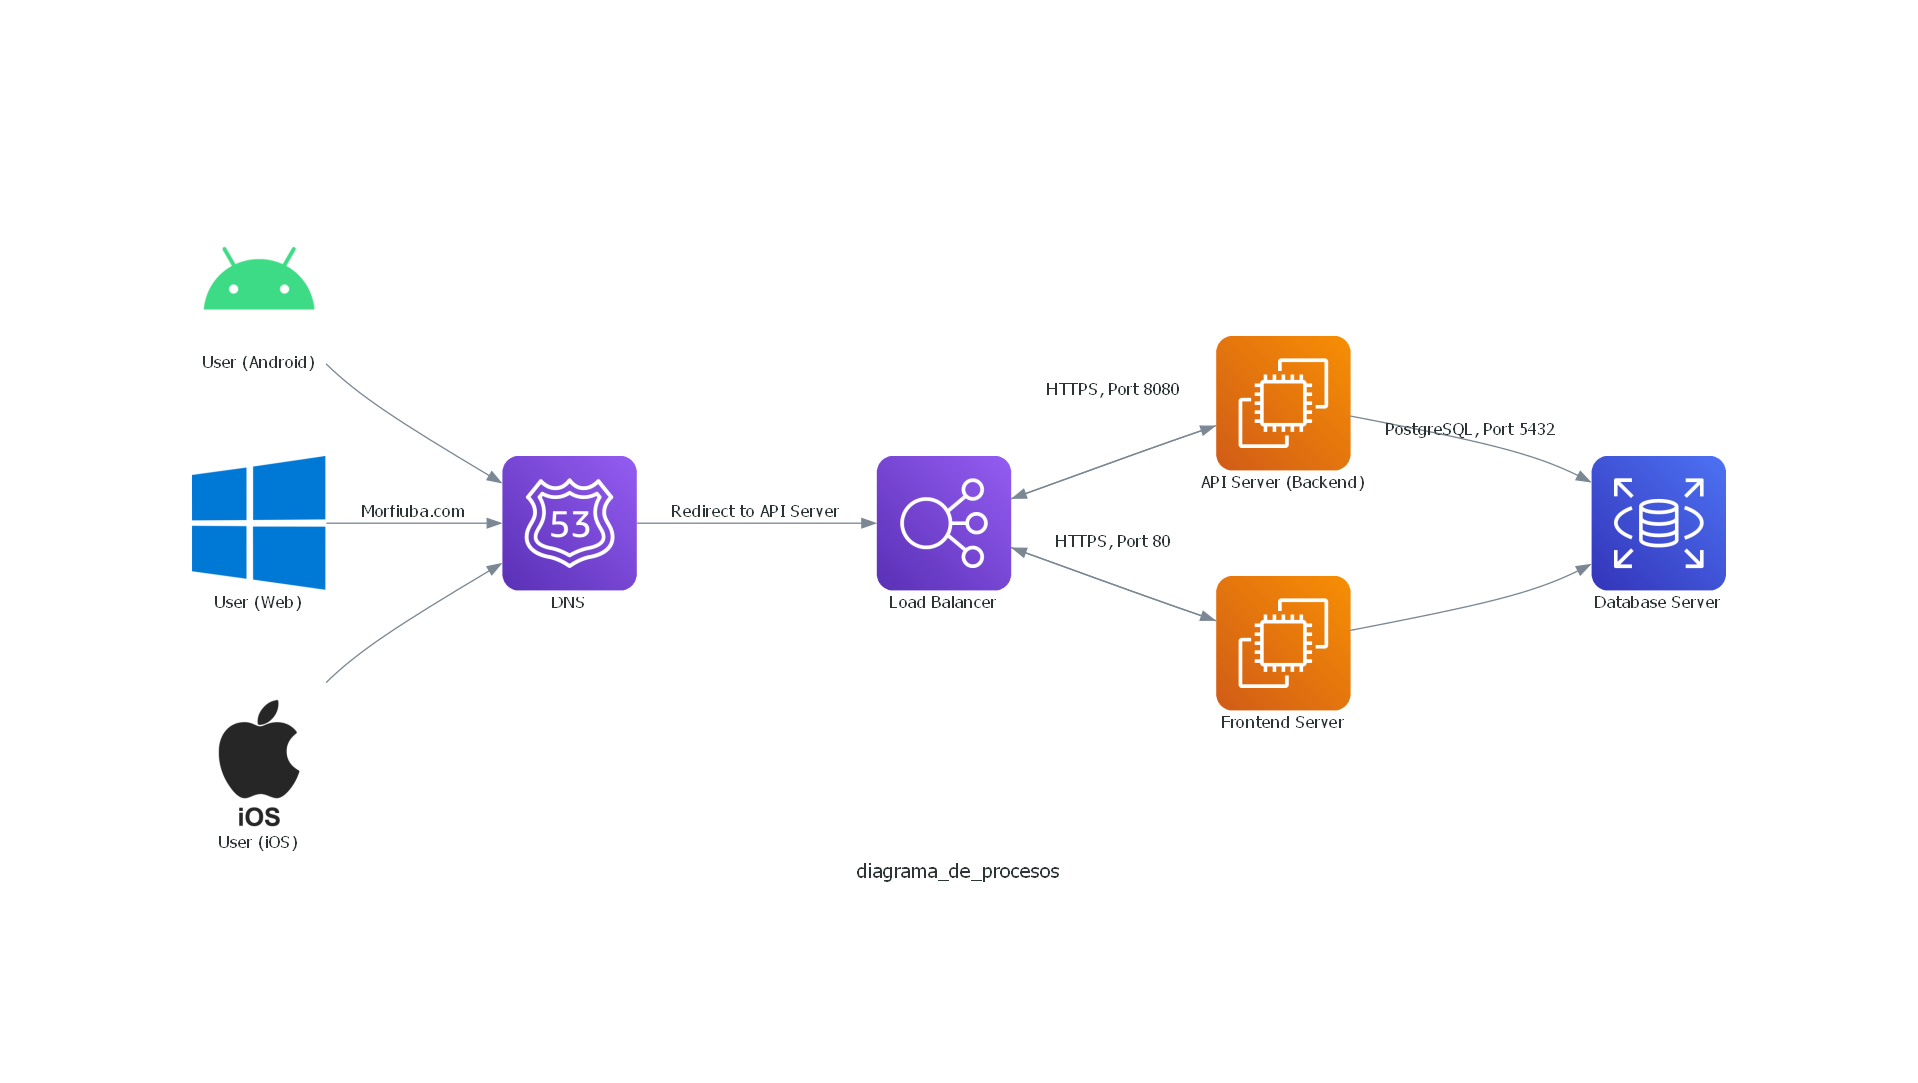 User (Android)
Morfiuba.com
User (Web)
iOS
User (iOS)
53
DNS
Redirect to API Server
Load Balancer
HTTPS, Port 8080
HTTPS, Port 80
API Server (Backend)
Frontend Server
PostgreSQL, Port 5432
Database Server
diagrama_de_procesos